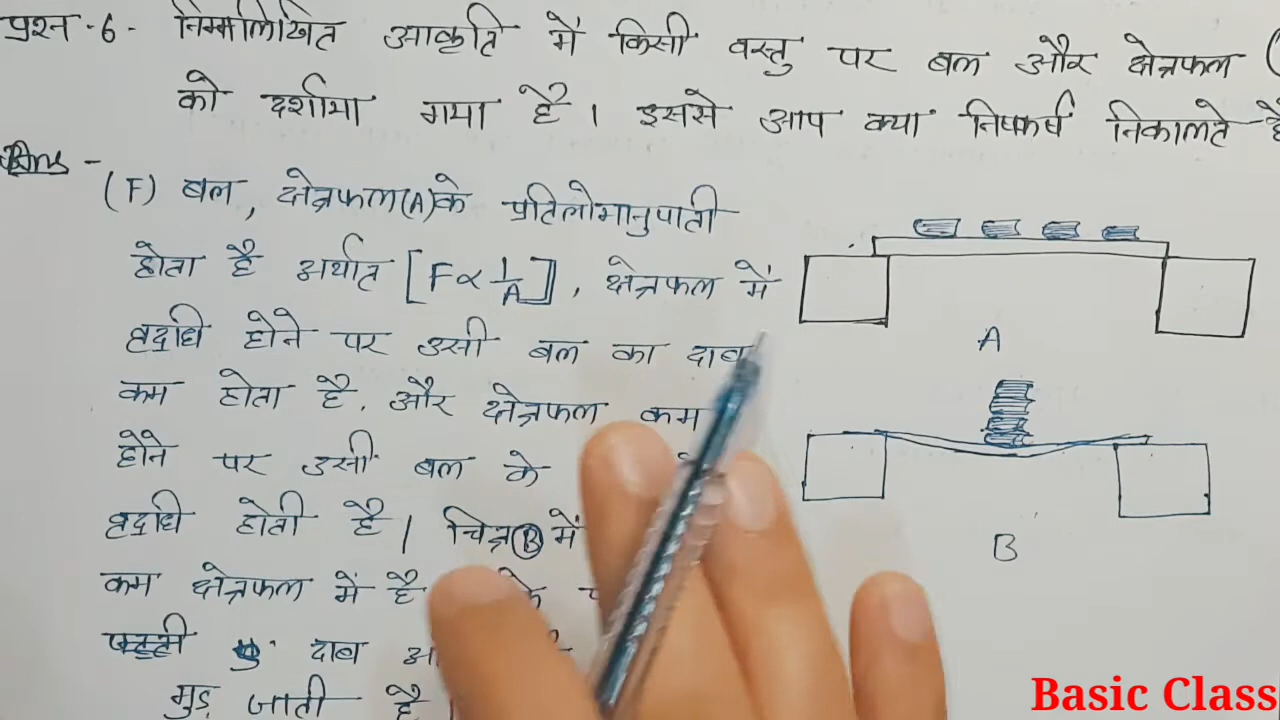 प्रश्न - 6 - निम्नलिखित आकृति में किसी वस्तु पर बल और क्षेत्रफल (
को दर्शाया गया है । इससे आप क्या निष्कर्ष निकालते है
Ans -
(F) बल, क्षेत्रफल(A)के प्रतिलोमानुपाती
होता है अर्थात [F ∝ 1/A], क्षेत्रफल में
वृद्धि होने पर उसी बल का दाब
कम होता है. और क्षेत्रफल कम
होने पर उसी बल के
वृद्धि होती है। चित्र B में
कम क्षेत्रफल में है
दाब
मुड़ जाती है
A
B
Basic Class